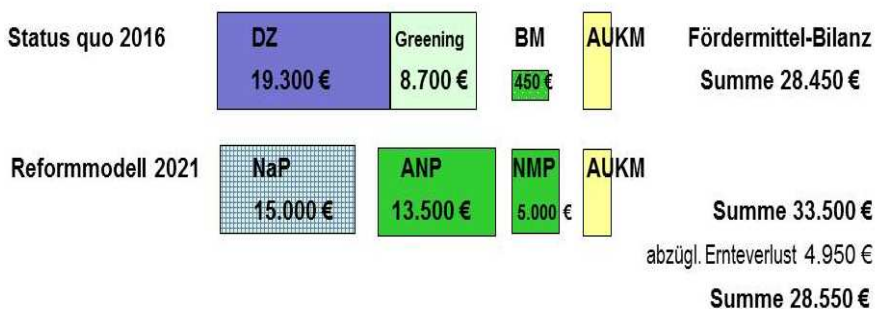 Status quo 2016 DZ Greening BM AUKM Fördermittel-Bilanz
19.300 € 8.700 € 450 € Summe 28.450 €
Reformmodell 2021 NaP ANP NMP AUKM
15.000 € 13.500 € 5.000 € Summe 33.500 €
abzügl. Ernteverlust 4.950 €
Summe 28.550 €